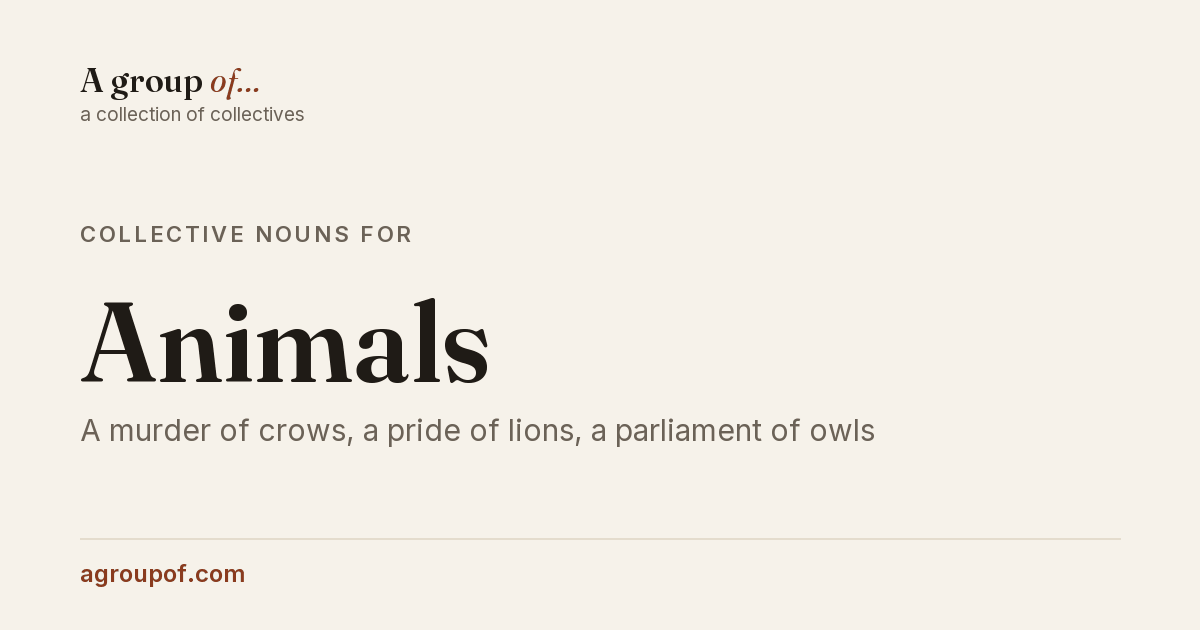 A group of...
a collection of collectives
COLLECTIVE NOUNS FOR
Animals
A murder of crows, a pride of lions, a parliament of owls
agroupof.com